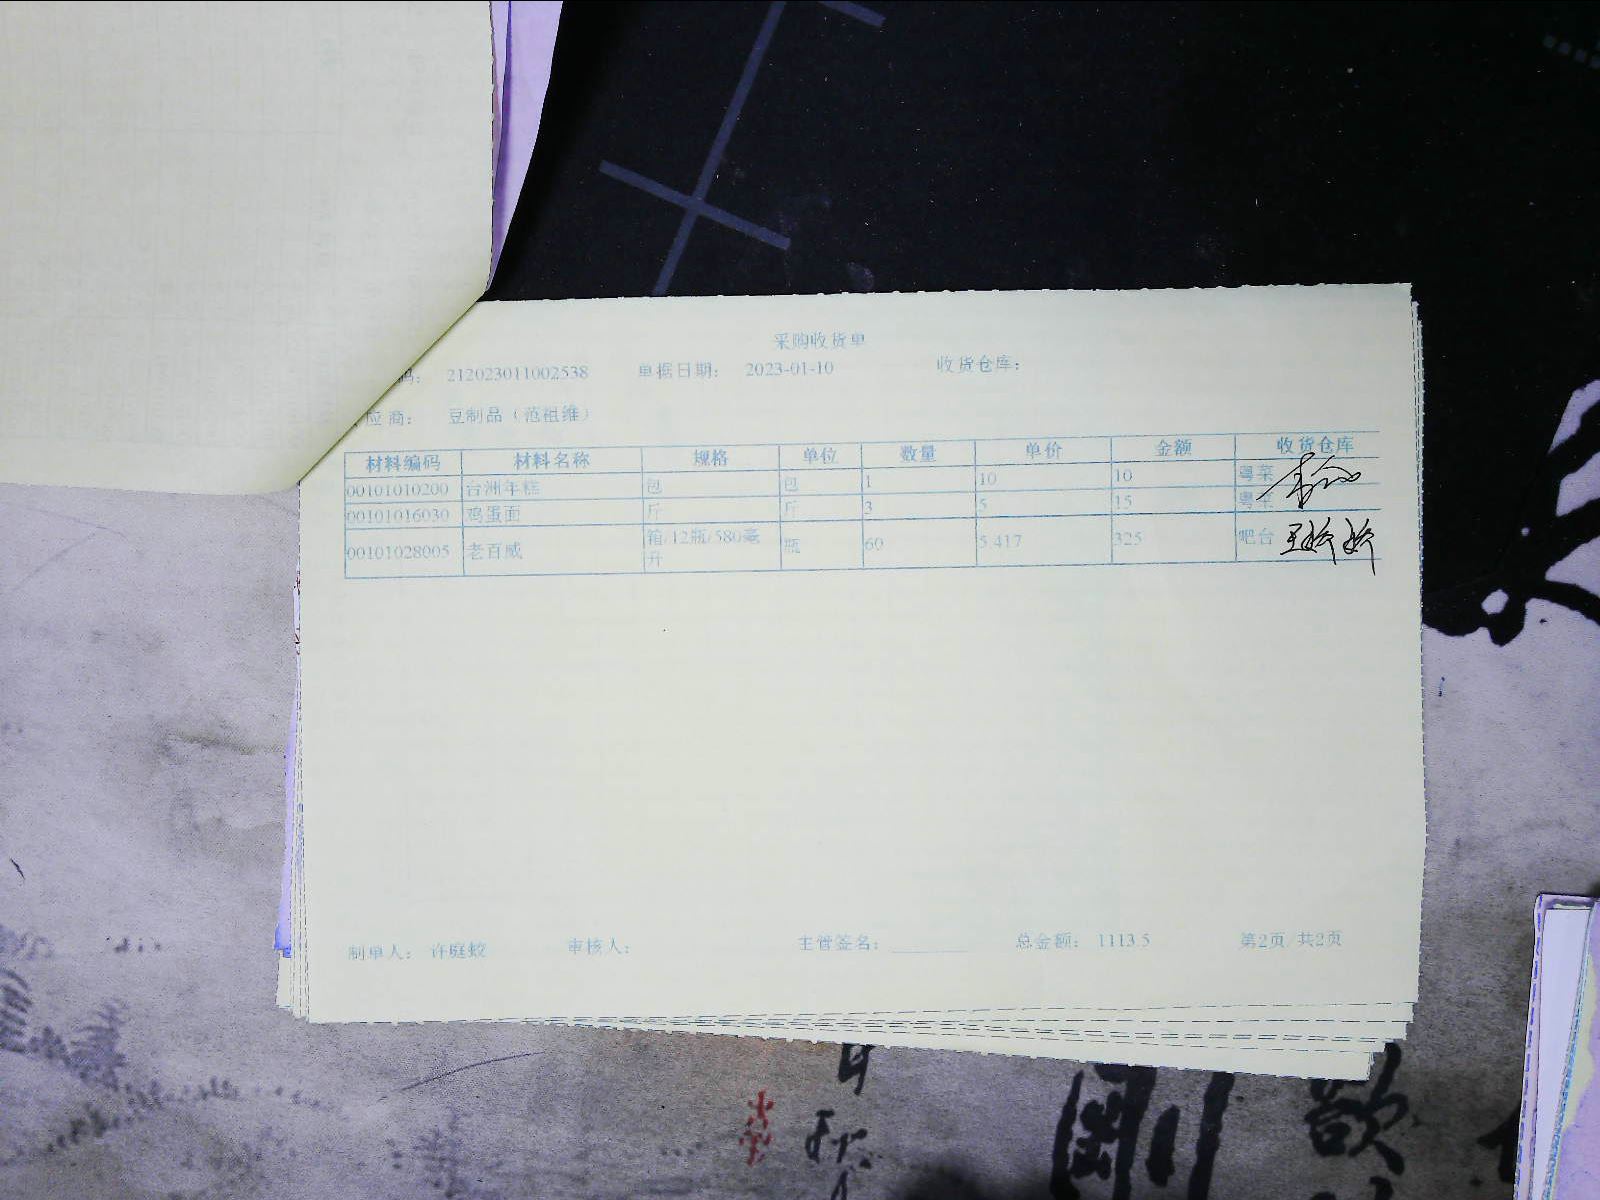 采购收货单
码: 212023011002538 单据日期: 2023-01-10 收货仓库:
应商: 豆制品(范祖维)
材料编码 材料名称 规格 单位 数量 单价 金额 收货仓库
00101010200 台洲年糕 包 包 1 10 10 粤菜
00101016030 鸡蛋面 斤 斤 3 5 15 粤菜
00101028005 老百威 箱/12瓶/580毫升 瓶 60 5.417 325 吧台
制单人: 许庭蛟 审核人: 主管签名: 总金额: 1113.5 第2页/共2页
剛
欲